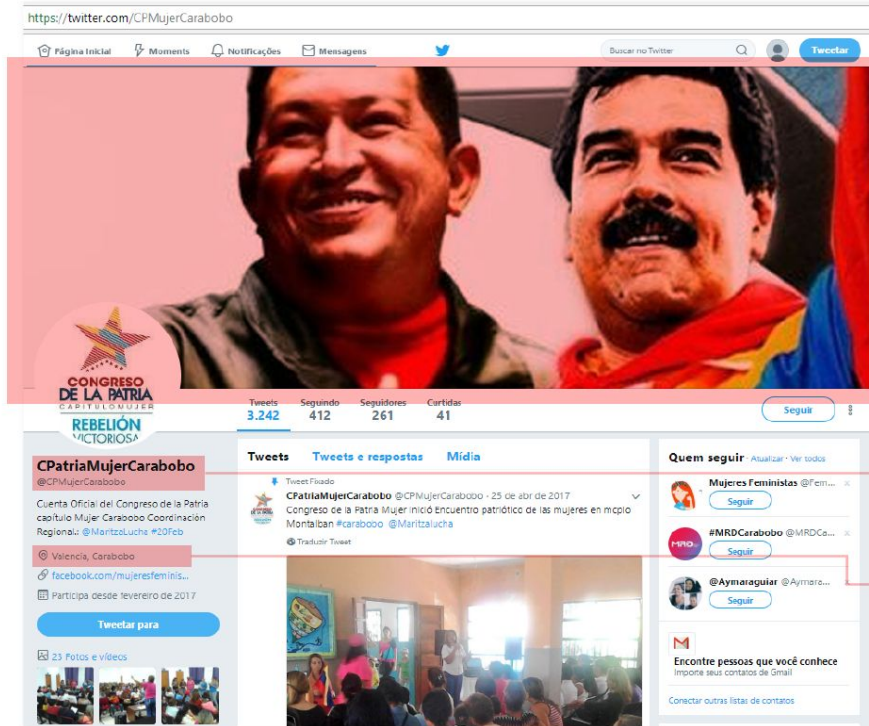 https://twitter.com/CPMujerCarabobo
Página Inicial Moments Notificações Mensagens Buscar no Twitter Tweetar
CONGRESO
DE LA PATRIA
CAPITULO MUJER
REBELIÓN
VICTORIOSA
Tweets Seguindo Seguidores Curtidas
3.242 412 261 41
Seguir
CPatriaMujerCarabobo
@CPMujerCarabobo
Cuenta Oficial del Congreso de la Patria
capítulo Mujer Carabobo Coordinación
Regional.: @MaritzaLucha #20Feb
Valencia, Carabobo
facebook.com/mujeresfeminis...
Participa desde fevereiro de 2017
Tweetar para
23 Fotos e vídeos
Tweets Tweets e respostas Mídia
Tweet Fixado
CPatriaMujerCarabobo @CPMujerCarabobo - 25 de abr de 2017
Congreso de la Patria Mujer inició Encuentro patriótico de las mujeres en mcpio
Montalban #carabobo @Maritzalucha
Traduzir Tweet
Quem seguir · Atualizar · Ver todos
Mujeres Feministas @Fem... x
Seguir
#MRDCarabobo @MRDCa... x
MRD
Seguir
@Aymaraguiar @Aymara... x
Seguir
Encontre pessoas que você conhece
Importe seus contatos de Gmail
Conectar outras listas de contatos